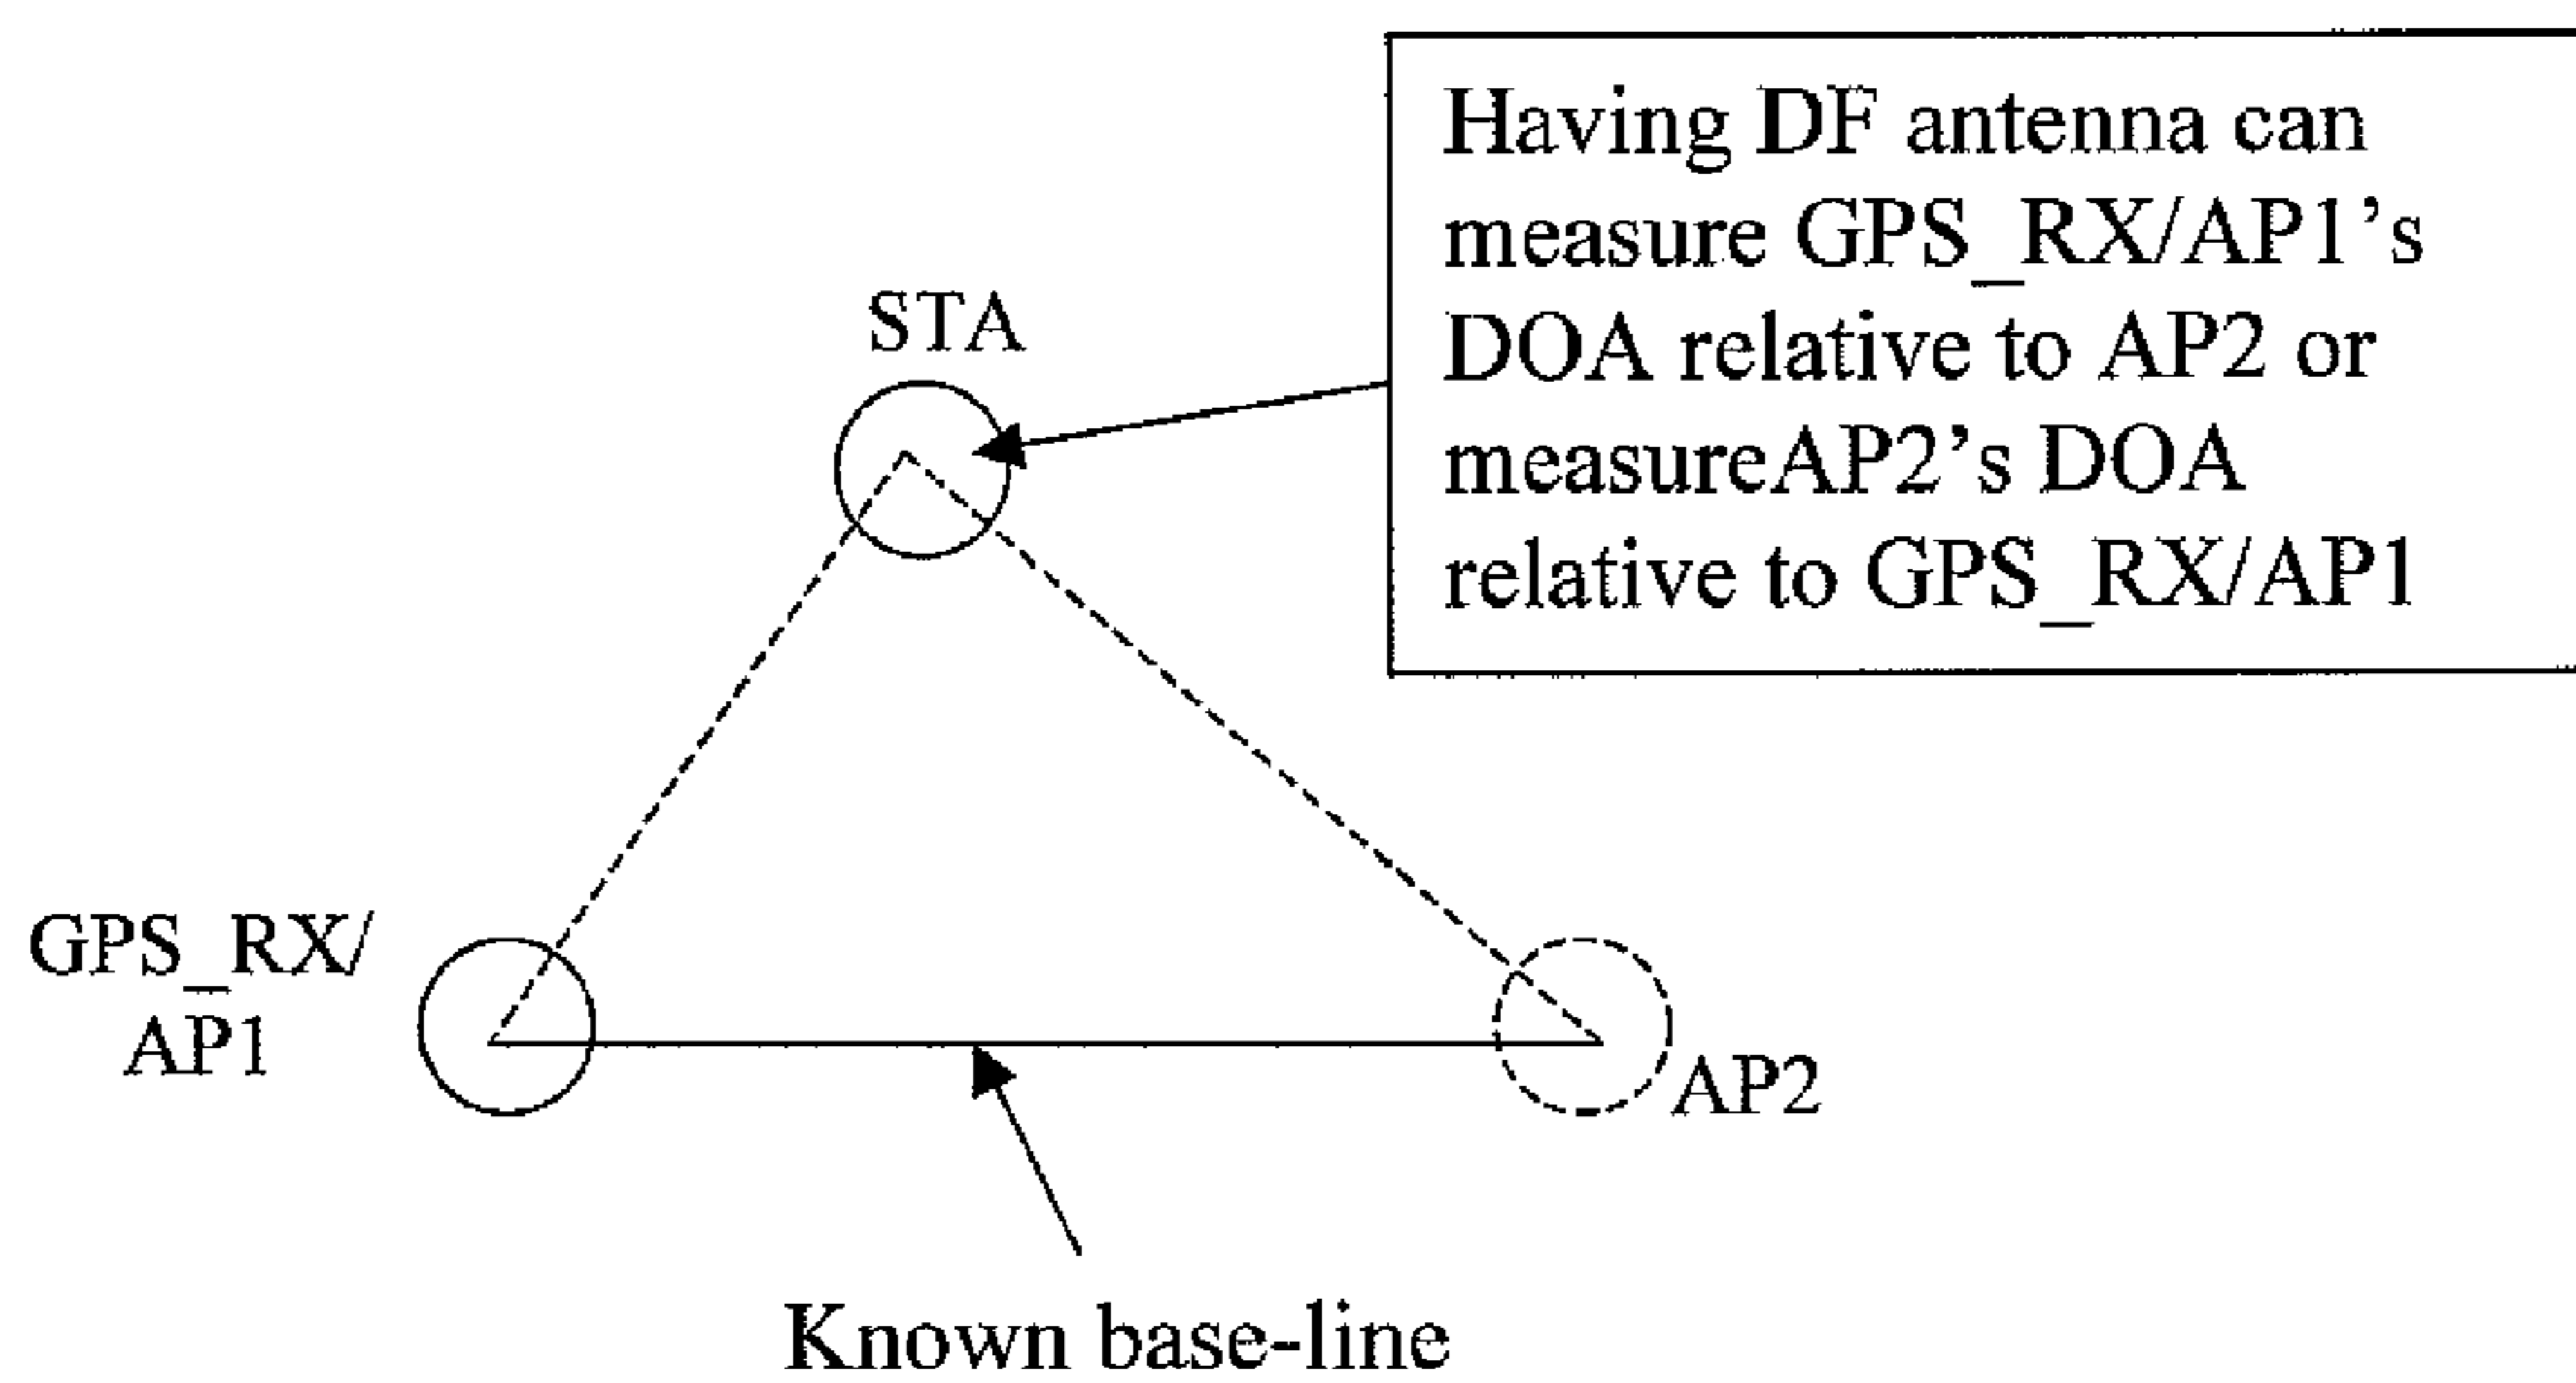 Having DF antenna can
measure GPS_RX/AP1's
DOA relative to AP2 or
measureAP2's DOA
relative to GPS_RX/AP1
STA
GPS_RX/
AP1
AP2
Known base-line